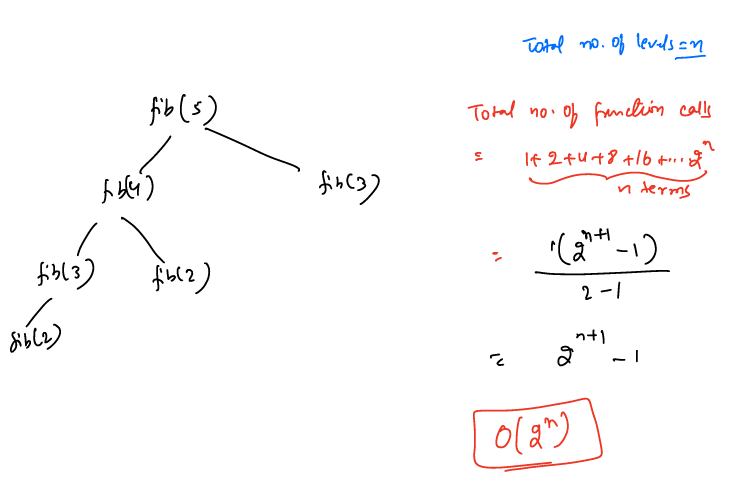 Total no. of levels = n
fib(5)
Total no. of function calls
fib(4)
fib(3)
= 1+2+4+8+16+...2^n
n terms
fib(3)
fib(2)
= 1(2^{n+1} - 1)
2-1
fib(2)
= 2^{n+1} - 1
O(2^n)